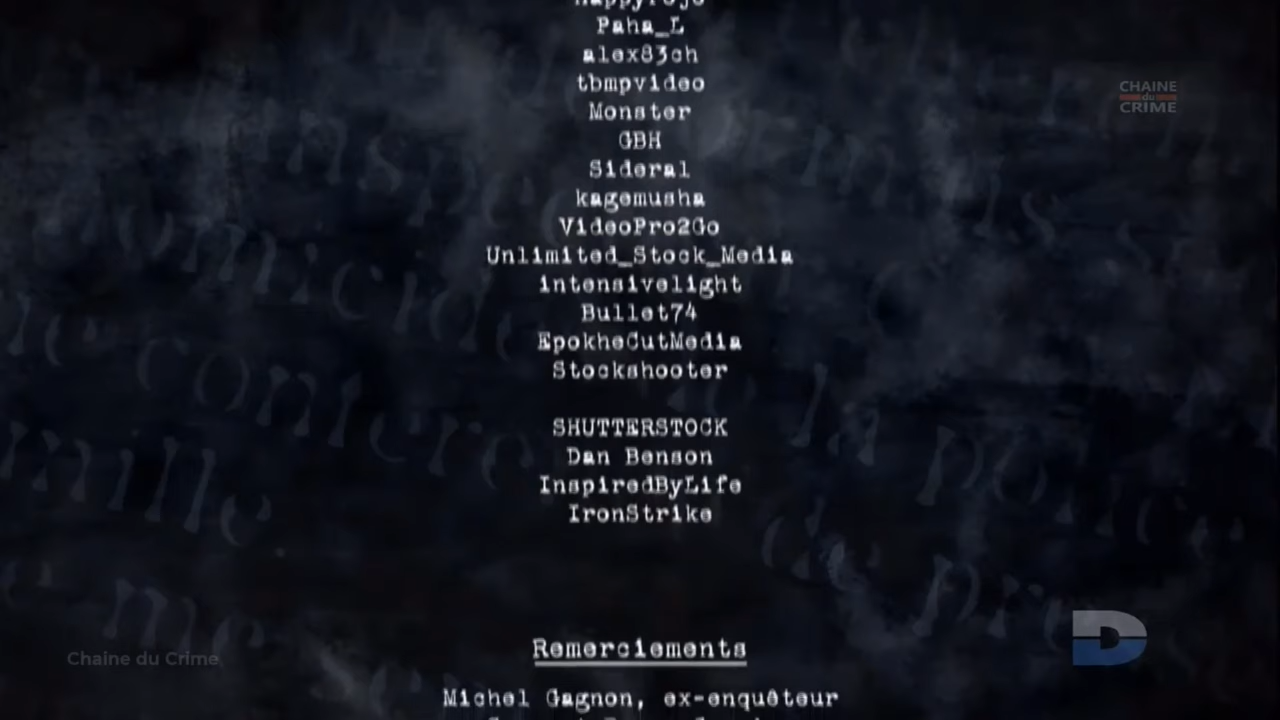 Paha_L
alex83ch
tbmpvideo
Monster
GBH
Sideral
kagemusha
VideoPro2Go
Unlimited_Stock_Media
intensivelight
Bullet74
EpokheCutMedia
Stockshooter
SHUTTERSTOCK
Dan Benson
InspiredByLife
IronStrike
Remerciements
Michel Gagnon, ex-enquêteur
CHAINE
du
CRIME
Chaine du Crime
D